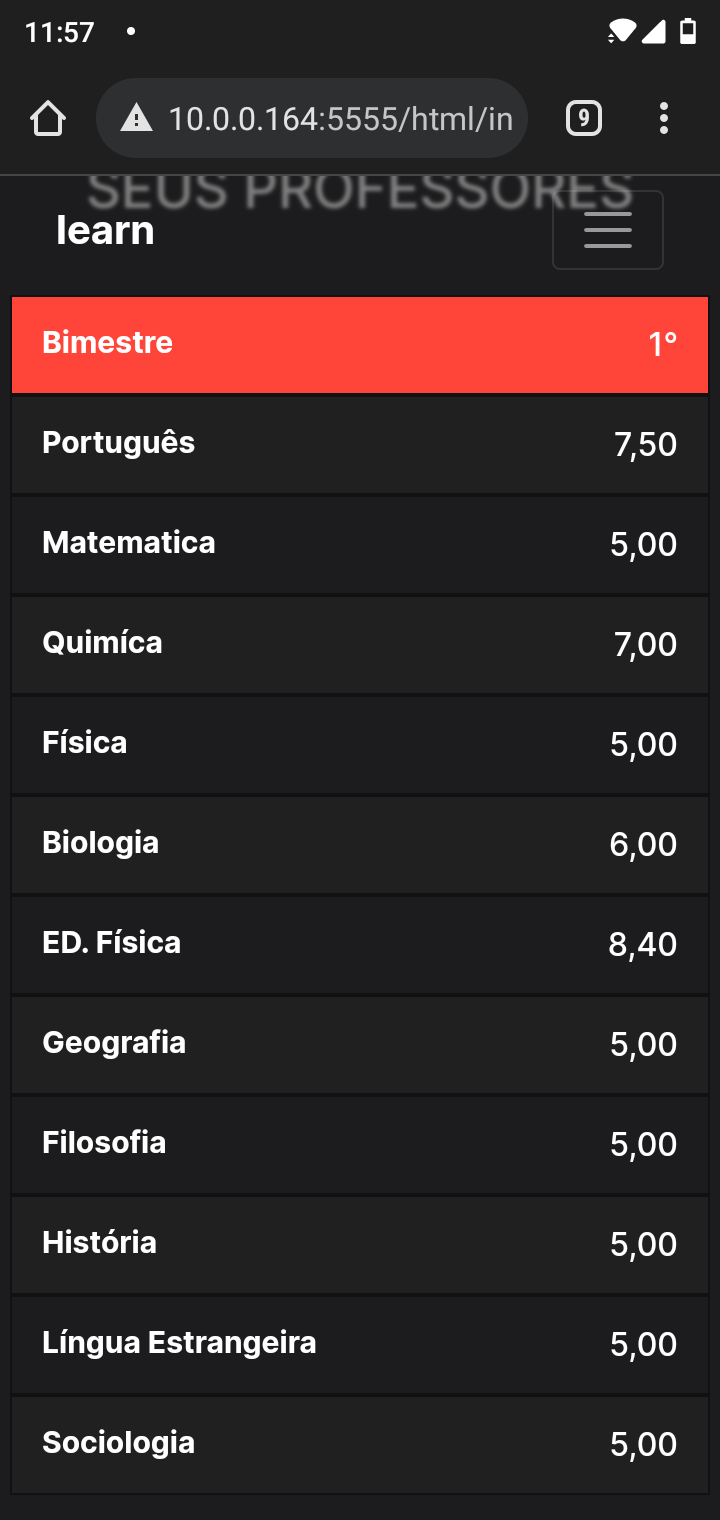 11:57
10.0.0.164:5555/html/in
9
SEUS PROFESSORES
learn
Bimestre 1°
Português 7,50
Matematica 5,00
Quimíca 7,00
Física 5,00
Biologia 6,00
ED. Física 8,40
Geografia 5,00
Filosofia 5,00
História 5,00
Língua Estrangeira 5,00
Sociologia 5,00